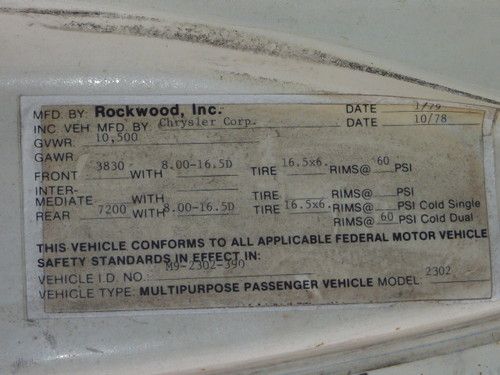 MFD. BY: Rockwood, Inc. DATE 1/79
INC. VEH. MFD. BY: Chrysler Corp. DATE 10/78
GVWR. 10,500
GAWR
FRONT 3830 WITH 8.00-16.5D TIRE 16.5x6. RIMS@ 60 PSI
INTER-
MEDIATE WITH TIRE RIMS@ PSI
REAR 7200 WITH 8.00-16.5D TIRE 16.5x6. RIMS@ PSI Cold Single
RIMS@ 60 PSI Cold Dual
THIS VEHICLE CONFORMS TO ALL APPLICABLE FEDERAL MOTOR VEHICLE
SAFETY STANDARDS IN EFFECT IN:
VEHICLE I.D. NO.: M9-2302-390
VEHICLE TYPE: MULTIPURPOSE PASSENGER VEHICLE MODEL: 2302